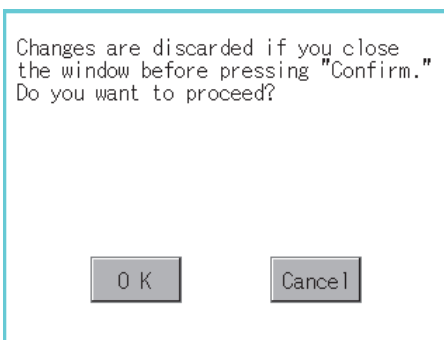 Changes are discarded if you close
the window before pressing "Confirm."
Do you want to proceed?
OK Cancel